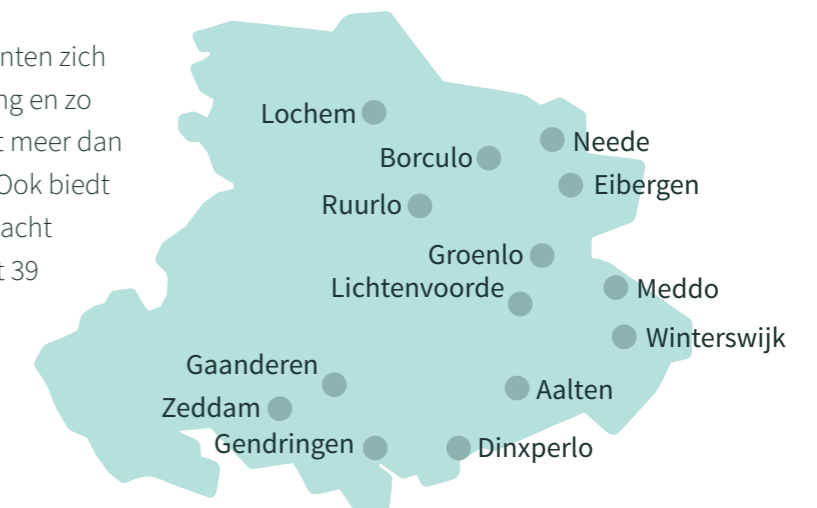 nten zich
ng en zo
t meer dan
Ook biedt
acht
t 39
Lochem
Neede
Borculo
Eibergen
Ruurlo
Groenlo
Lichtenvoorde
Meddo
Winterswijk
Gaanderen
Aalten
Zeddam
Gendringen
Dinxperlo